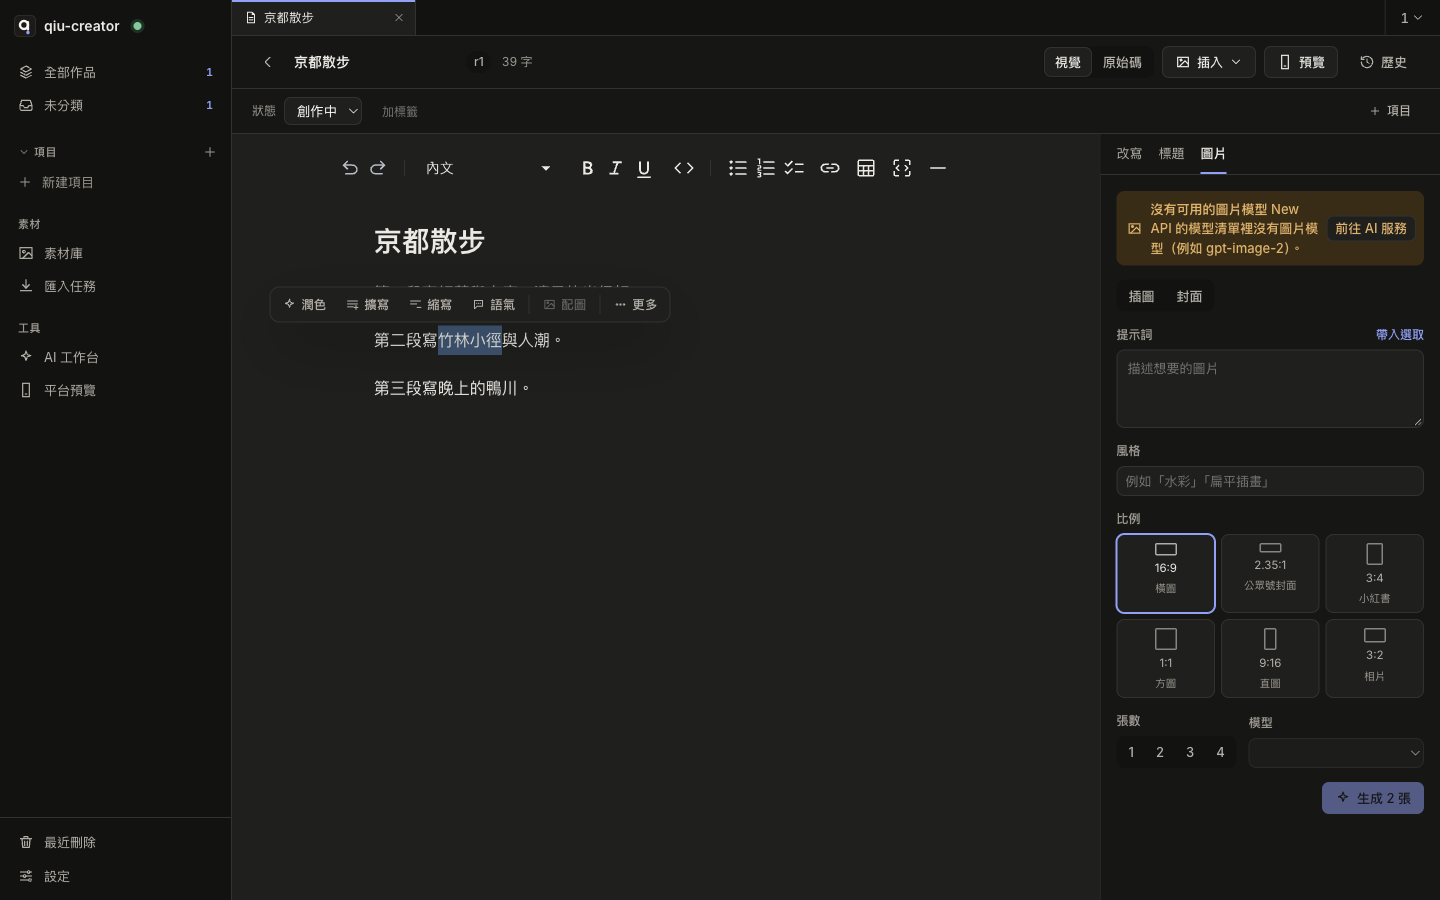 qiu-creator
全部作品 1
未分類 1
項目
新建項目
素材
素材庫
匯入任務
工具
AI 工作台
平台預覽
最近刪除
設定
京都散步
1
京都散步
r1
39 字
視覺
原始碼
插入
預覽
歷史
狀態
創作中
加標籤
項目
內文
京都散步
潤色
擴寫
縮寫
語氣
配圖
更多
第二段寫竹林小徑與人潮。
第三段寫晚上的鴨川。
改寫
標題
圖片
沒有可用的圖片模型 New
API 的模型清單裡沒有圖片模
型（例如 gpt-image-2）。
前往 AI 服務
插圖
封面
提示詞
帶入選取
描述想要的圖片
風格
例如「水彩」「扁平插畫」
比例
16:9
橫圖
2.35:1
公眾號封面
3:4
小紅書
1:1
方圖
9:16
直圖
3:2
相片
張數
模型
1 2 3 4
生成 2 張